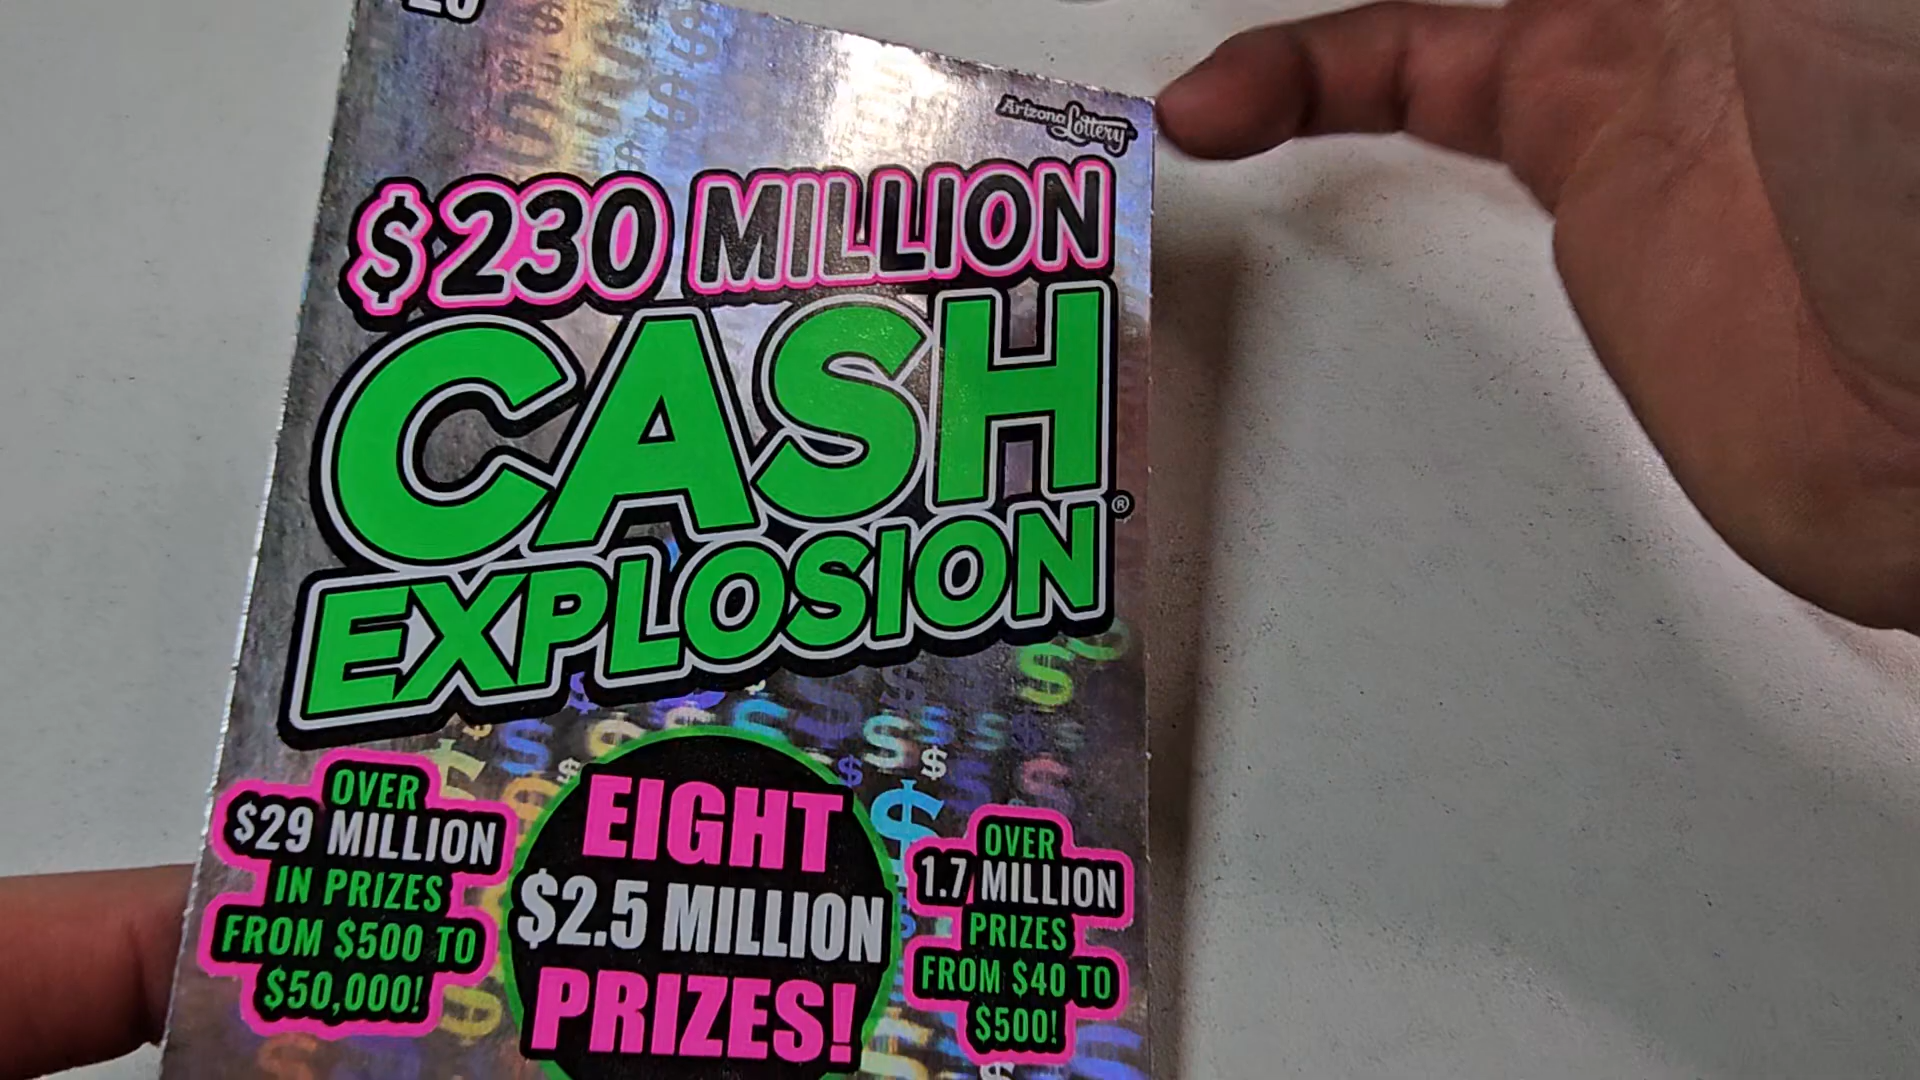 20
Arizona Lottery
$230 MILLION
CASH
EXPLOSION®
OVER
$29 MILLION
IN PRIZES
FROM $500 TO
$50,000!
EIGHT
$2.5 MILLION
PRIZES!
OVER
1.7 MILLION
PRIZES
FROM $40 TO
$500!